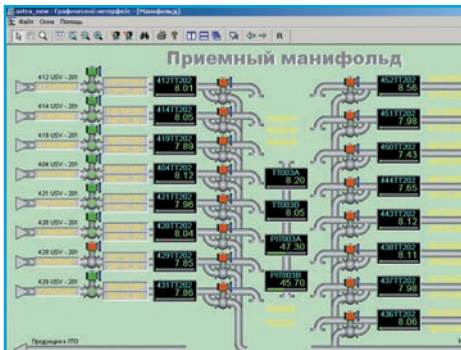 astra_new - Графический интерфейс - [Манифольд]
Файл Окна Помощь
Приемный манифольд
412 USV - 201
412TT202
8.01
452TT202
8.56
414 USV - 201
414TT202
8.05
451TT202
7.98
419 USV - 201
419TT202
7.89
450TT202
7.43
404 USV - 201
404TT202
8.12
TT003A
8.20
444TT202
7.65
421 USV - 201
421TT202
7.96
TT003B
8.05
443TT202
8.12
428 USV - 201
428TT202
8.04
PIT003A
47.30
438TT202
8.11
429 USV - 201
429TT202
7.85
PIT003B
45.70
437TT202
7.98
431TT202
7.86
436TT202
8.06
Продукция к ГТО